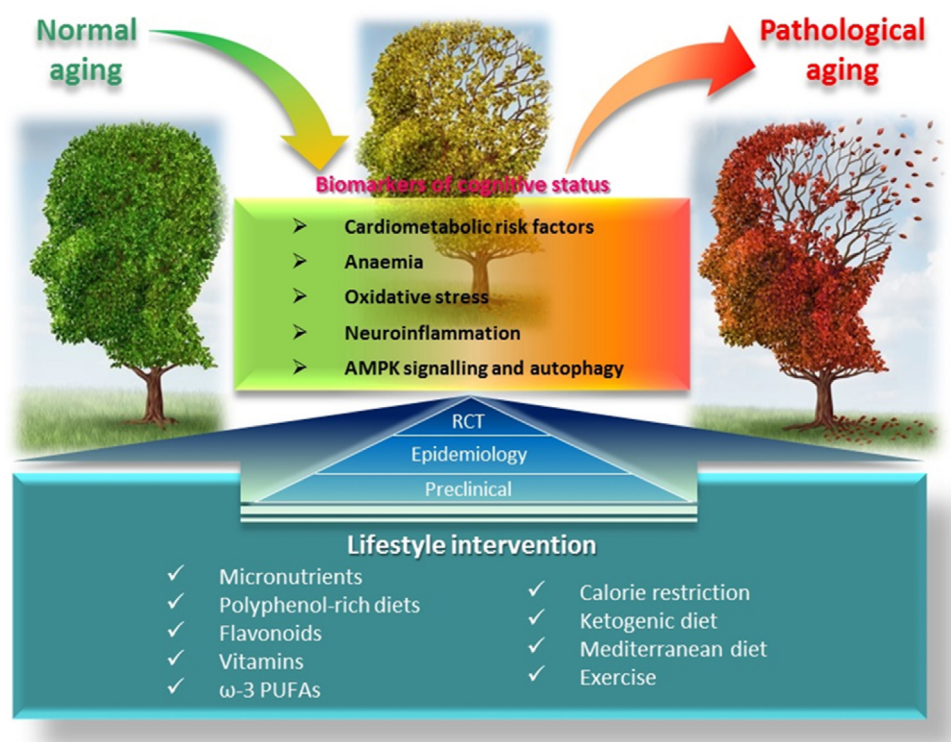 Normal
aging
Pathological
aging
Biomarkers of cognitive status
Cardiometabolic risk factors
Anaemia
Oxidative stress
Neuroinflammation
AMPK signalling and autophagy
RCT
Epidemiology
Preclinical
Lifestyle intervention
Micronutrients
Polyphenol-rich diets
Flavonoids
Vitamins
ω-3 PUFAs
Calorie restriction
Ketogenic diet
Mediterranean diet
Exercise